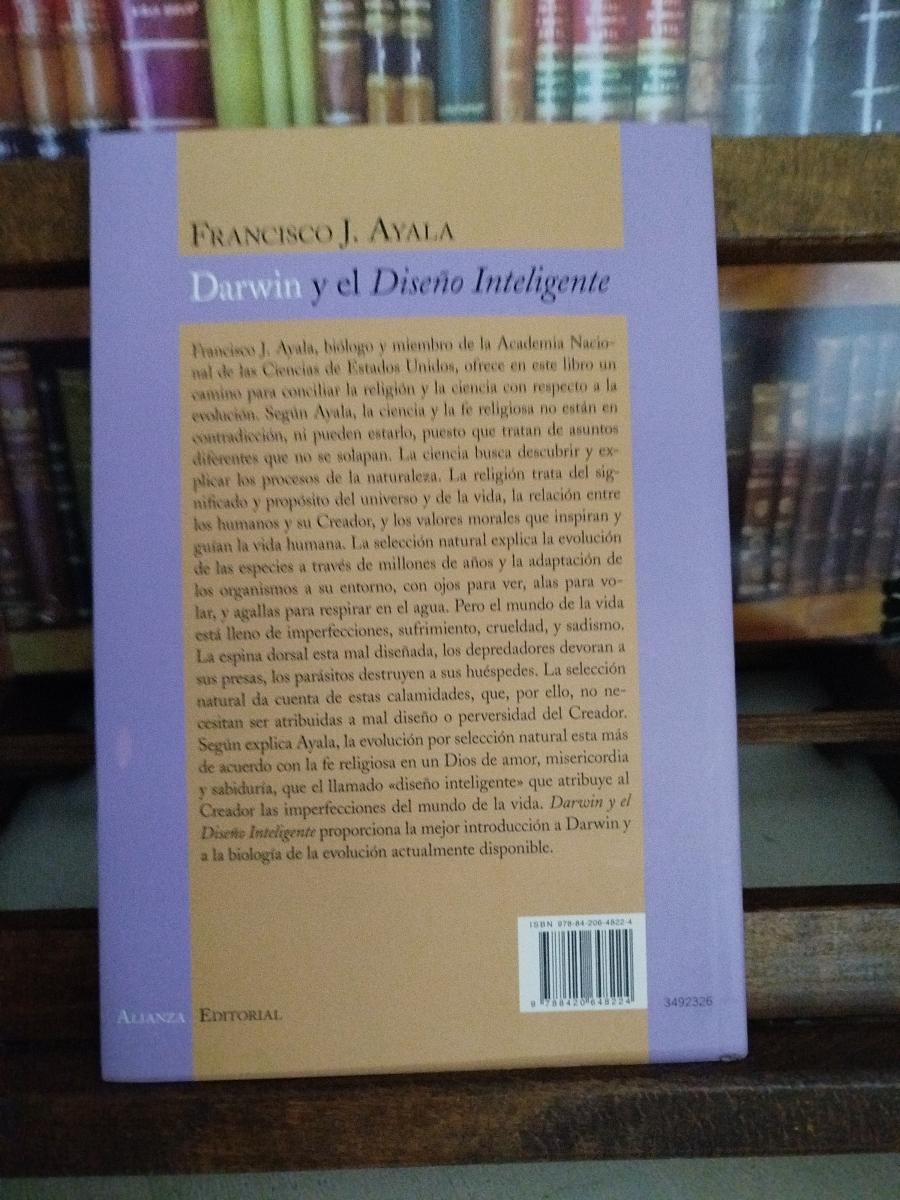 FRANCISCO J. AYALA
Darwin y el Diseño Inteligente
Francisco J. Ayala, biólogo y miembro de la Academia Nacio-
nal de las Ciencias de Estados Unidos, ofrece en este libro un
camino para conciliar la religión y la ciencia con respecto a la
evolución. Según Ayala, la ciencia y la fe religiosa no están en
contradicción, ni pueden estarlo, puesto que tratan de asuntos
diferentes que no se solapan. La ciencia busca descubrir y ex-
plicar los procesos de la naturaleza. La religión trata del sig-
nificado y propósito del universo y de la vida, la relación entre
los humanos y su Creador, y los valores morales que inspiran y
guían la vida humana. La selección natural explica la evolución
de las especies a través de millones de años y la adaptación de
los organismos a su entorno, con ojos para ver, alas para vo-
lar, y agallas para respirar en el agua. Pero el mundo de la vida
está lleno de imperfecciones, sufrimiento, crueldad, y sadismo.
La espina dorsal esta mal diseñada, los depredadores devoran a
sus presas, los parásitos destruyen a sus huéspedes. La selección
natural da cuenta de estas calamidades, que, por ello, no ne-
cesitan ser atribuidas a mal diseño o perversidad del Creador.
Según explica Ayala, la evolución por selección natural esta más
de acuerdo con la fe religiosa en un Dios de amor, misericordia
y sabiduría, que el llamado «diseño inteligente» que atribuye al
Creador las imperfecciones del mundo de la vida. Darwin y el
Diseño Inteligente proporciona la mejor introducción a Darwin y
a la biología de la evolución actualmente disponible.
ISBN 978-84-206-4822-4
9 788420 648224
3492326
ALIANZA EDITORIAL